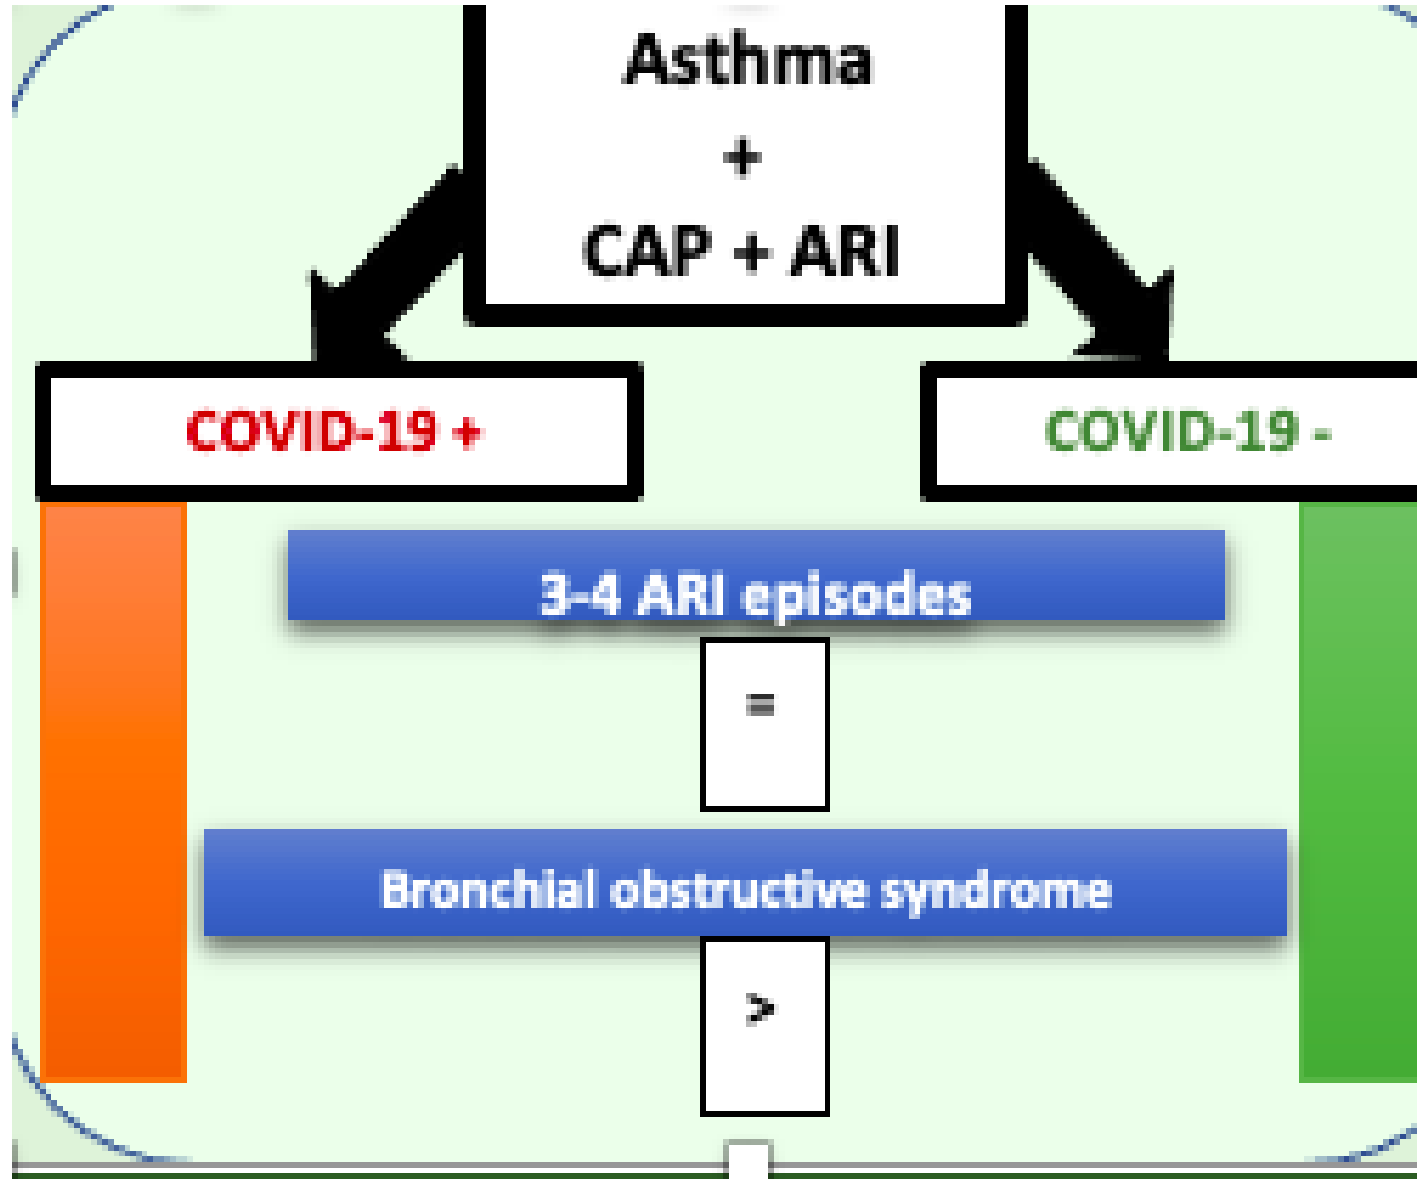 Asthma
+
CAP + ARI
COVID-19 +
COVID-19 -
3-4 ARI episodes
=
Bronchial obstructive syndrome
>